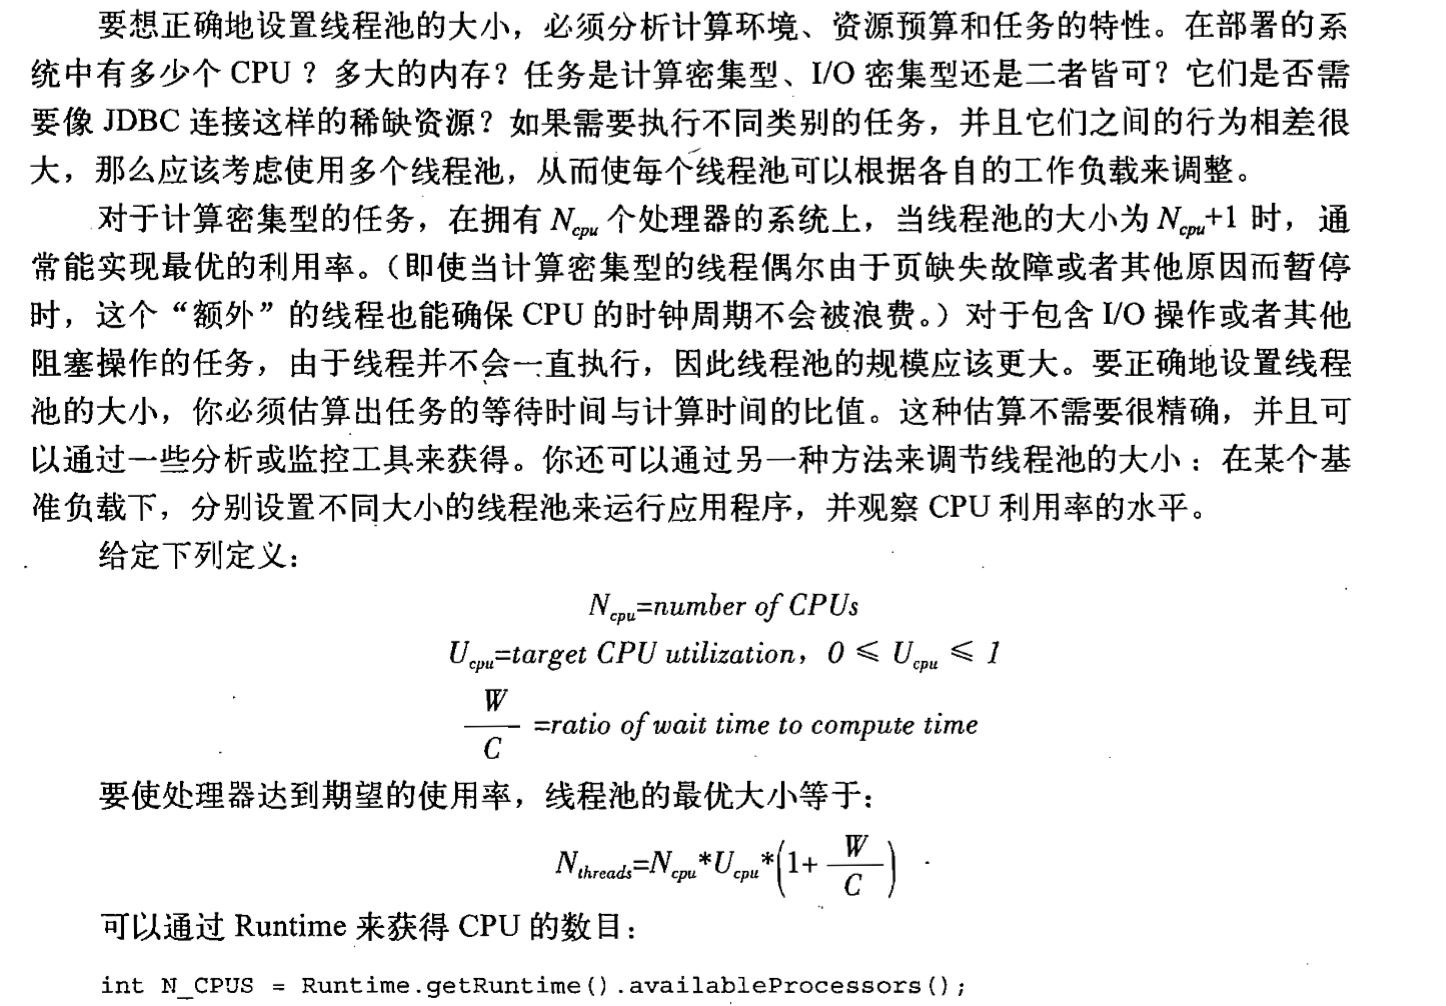 要想正确地设置线程池的大小，必须分析计算环境、资源预算和任务的特性。在部署的系
统中有多少个 CPU？多大的内存？任务是计算密集型、I/O 密集型还是二者皆可？它们是否需
要像 JDBC 连接这样的稀缺资源？如果需要执行不同类别的任务，并且它们之间的行为相差很
大，那么应该考虑使用多个线程池，从而使每个线程池可以根据各自的工作负载来调整。
对于计算密集型的任务，在拥有 N_cpu 个处理器的系统上，当线程池的大小为 N_cpu+1 时，通
常能实现最优的利用率。（即使当计算密集型的线程偶尔由于页缺失故障或者其他原因而暂停
时，这个“额外”的线程也能确保 CPU 的时钟周期不会被浪费。）对于包含 I/O 操作或者其他
阻塞操作的任务，由于线程并不会一直执行，因此线程池的规模应该更大。要正确地设置线程
池的大小，你必须估算出任务的等待时间与计算时间的比值。这种估算不需要很精确，并且可
以通过一些分析或监控工具来获得。你还可以通过另一种方法来调节线程池的大小：在某个基
准负载下，分别设置不同大小的线程池来运行应用程序，并观察 CPU 利用率的水平。
给定下列定义：
N_cpu=number of CPUs
U_cpu=target CPU utilization，0 ⩽ U_cpu ⩽ 1
W/C =ratio of wait time to compute time
要使处理器达到期望的使用率，线程池的最优大小等于：
N_threads=N_cpu*U_cpu*(1+ W/C)
可以通过 Runtime 来获得 CPU 的数目：
int N_CPUS = Runtime.getRuntime().availableProcessors();